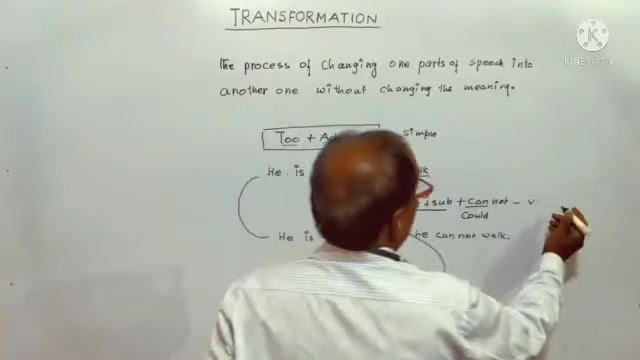 TRANSFORMATION
The process of changing one parts of speech into
another one without changing the meaning.
Too + Simple
He is
sub + can not - v.
could
He is he can not walk.
KINEMASTER